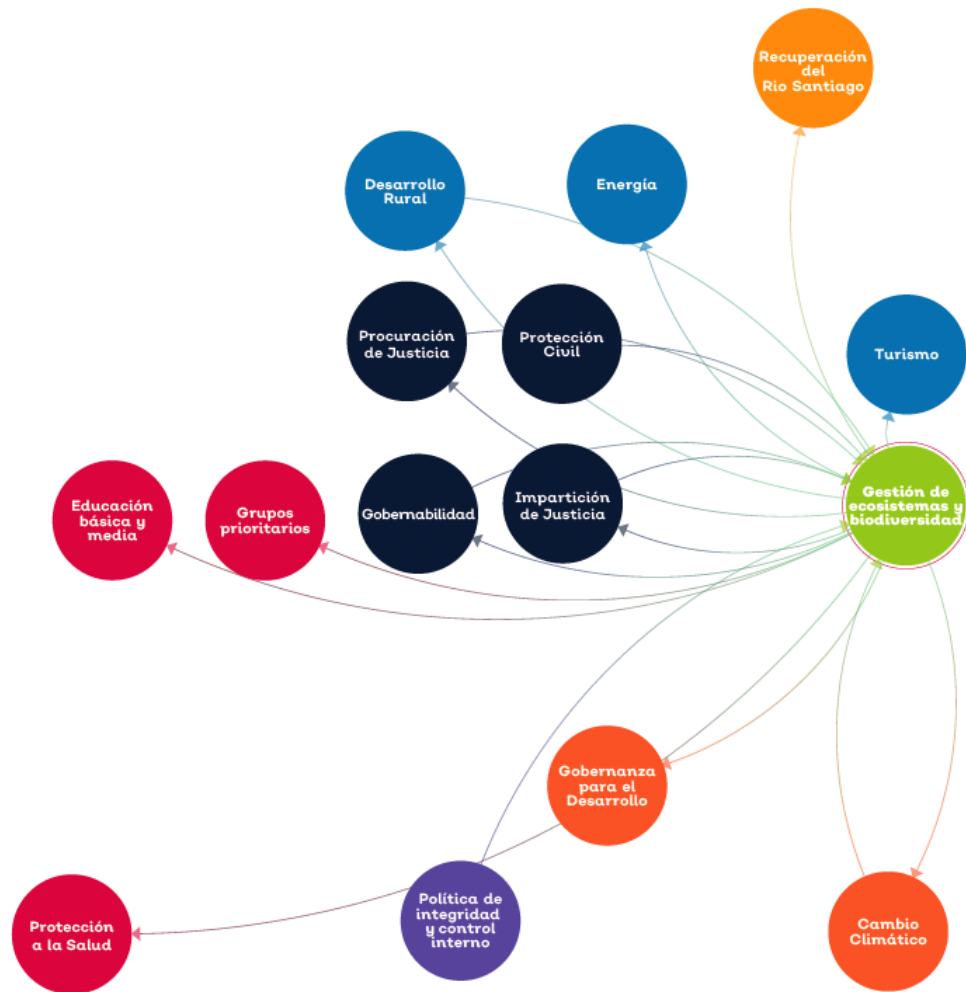 Recuperación
del
Rio Santiago
Desarrollo
Rural
Energía
Procuración
de Justicia
Protección
Civil
Turismo
Educación
básica y
media
Grupos
prioritarios
Gobernabilidad
Impartición
de Justicia
Gestión de
ecosistemas y
biodiversidad
Gobernanza
para el
Desarrollo
Protección
a la Salud
Política de
integridad
y control
interno
Cambio
Climático